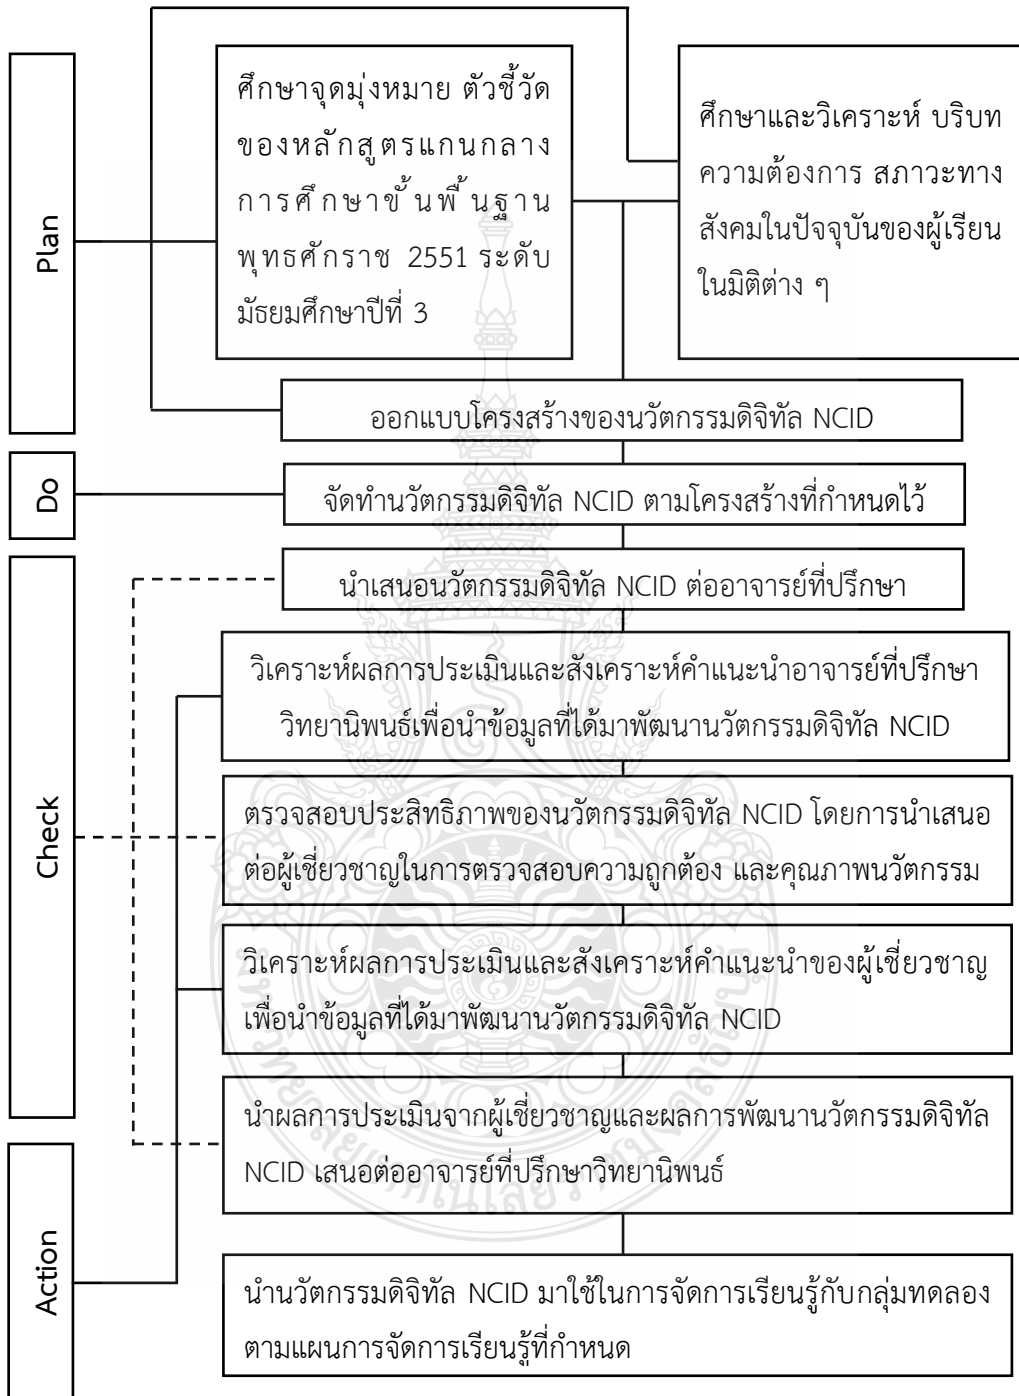 Plan
ศึกษาจุดมุ่งหมาย ตัวชี้วัด
ของหลักสูตรแกนกลาง
การศึกษาขั้นพื้นฐาน
พุทธศักราช 2551 ระดับ
มัธยมศึกษาปีที่ 3
ศึกษาและวิเคราะห์ บริบท
ความต้องการ สภาวะทาง
สังคมในปัจจุบันของผู้เรียน
ในมิติต่าง ๆ
ออกแบบโครงสร้างของนวัตกรรมดิจิทัล NCID
Do
จัดทำนวัตกรรมดิจิทัล NCID ตามโครงสร้างที่กำหนดไว้
Check
นำเสนอนวัตกรรมดิจิทัล NCID ต่ออาจารย์ที่ปรึกษา
วิเคราะห์ผลการประเมินและสังเคราะห์คำแนะนำอาจารย์ที่ปรึกษา
วิทยานิพนธ์เพื่อนำข้อมูลที่ได้มาพัฒนานวัตกรรมดิจิทัล NCID
ตรวจสอบประสิทธิภาพของนวัตกรรมดิจิทัล NCID โดยการนำเสนอ
ต่อผู้เชี่ยวชาญในการตรวจสอบความถูกต้อง และคุณภาพนวัตกรรม
วิเคราะห์ผลการประเมินและสังเคราะห์คำแนะนำของผู้เชี่ยวชาญ
เพื่อนำข้อมูลที่ได้มาพัฒนานวัตกรรมดิจิทัล NCID
นำผลการประเมินจากผู้เชี่ยวชาญและผลการพัฒนานวัตกรรมดิจิทัล
NCID เสนอต่ออาจารย์ที่ปรึกษาวิทยานิพนธ์
Action
นำนวัตกรรมดิจิทัล NCID มาใช้ในการจัดการเรียนรู้กับกลุ่มทดลอง
ตามแผนการจัดการเรียนรู้ที่กำหนด